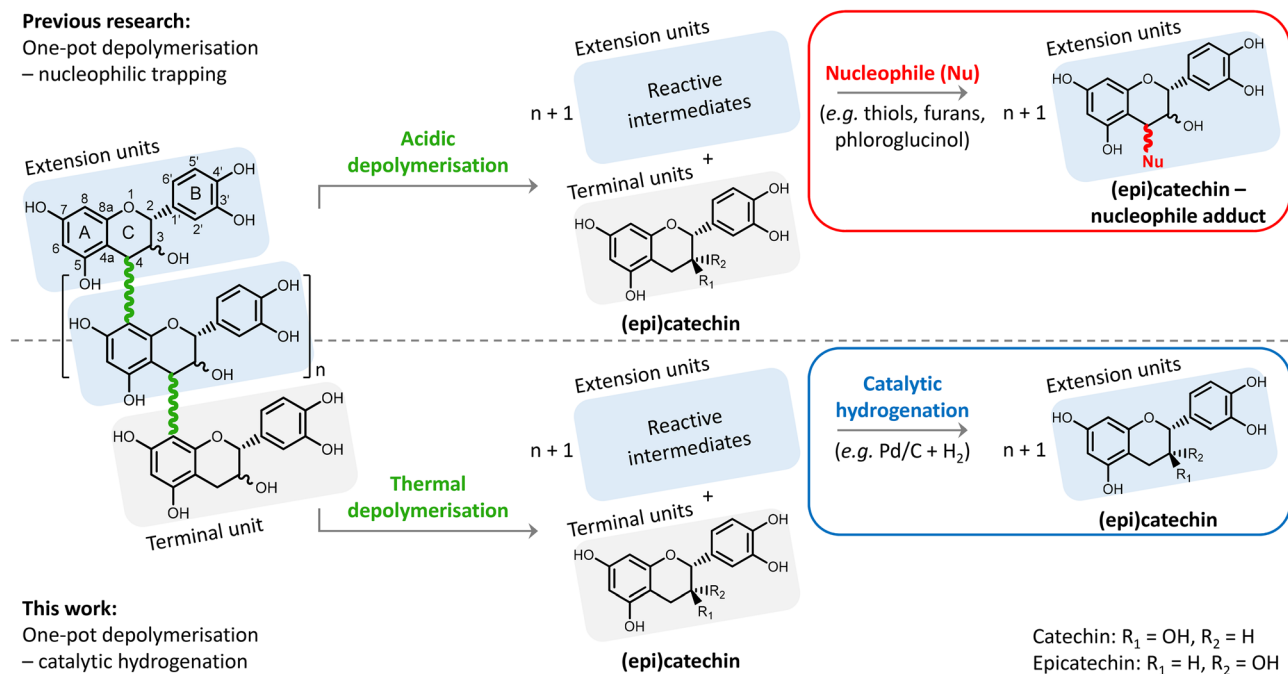 Previous research:
One-pot depolymerisation
– nucleophilic trapping
Extension units
5'
4'
OH
6'
B
3'
OH
1'
2'
HO
7
8
8a
O
1
2
A
C
3
OH
6
5
4a
4
OH
HO
O
OH
OH
OH
OH
n
HO
O
OH
OH
OH
OH
Terminal unit
Acidic
depolymerisation
Extension units
n + 1
Reactive
intermediates
+
Terminal units
HO
O
OH
OH
R2
R1
OH
(epi)catechin
Nucleophile (Nu)
(e.g. thiols, furans,
phloroglucinol)
Extension units
n + 1
HO
O
OH
OH
OH
OH
Nu
(epi)catechin –
nucleophile adduct
Thermal
depolymerisation
Extension units
n + 1
Reactive
intermediates
+
Terminal units
HO
O
OH
OH
R2
R1
OH
(epi)catechin
Catalytic
hydrogenation
(e.g. Pd/C + H2)
Extension units
n + 1
HO
O
OH
OH
R2
R1
OH
(epi)catechin
This work:
One-pot depolymerisation
– catalytic hydrogenation
Catechin: R1 = OH, R2 = H
Epicatechin: R1 = H, R2 = OH